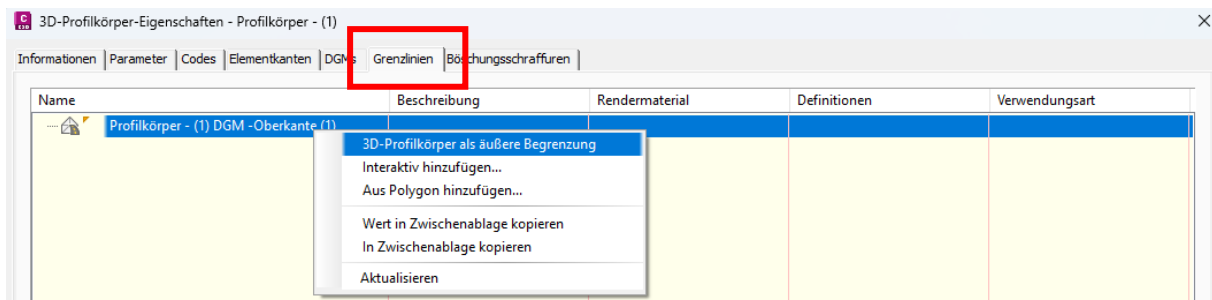 3D-Profilkörper-Eigenschaften - Profilkörper - (1)
Informationen Parameter Codes Elementkanten DGMs Grenzlinien Böschungsschraffuren
Name Beschreibung Rendermaterial Definitionen Verwendungsart
Profilkörper - (1) DGM -Oberkante (1)
3D-Profilkörper als äußere Begrenzung
Interaktiv hinzufügen...
Aus Polygon hinzufügen...
Wert in Zwischenablage kopieren
In Zwischenablage kopieren
Aktualisieren